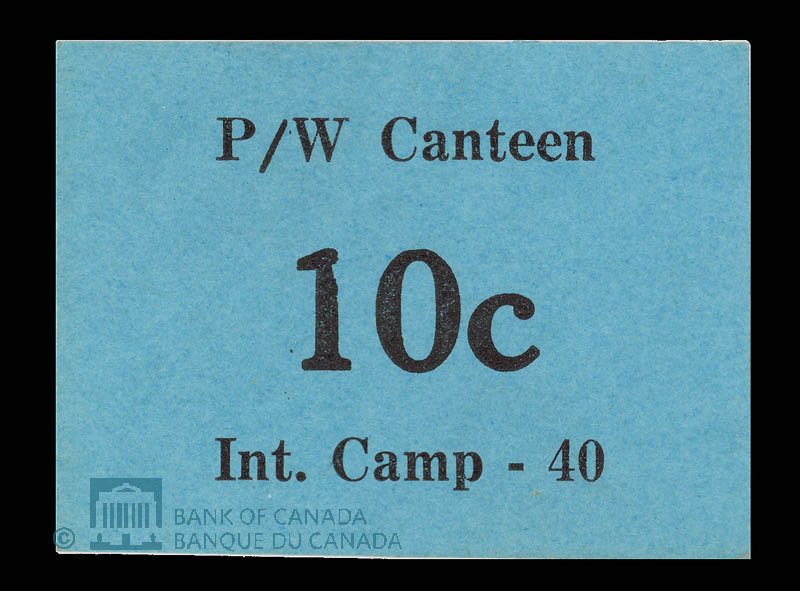 P/W Canteen
10c
Int. Camp - 40
© BANK OF CANADA
BANQUE DU CANADA